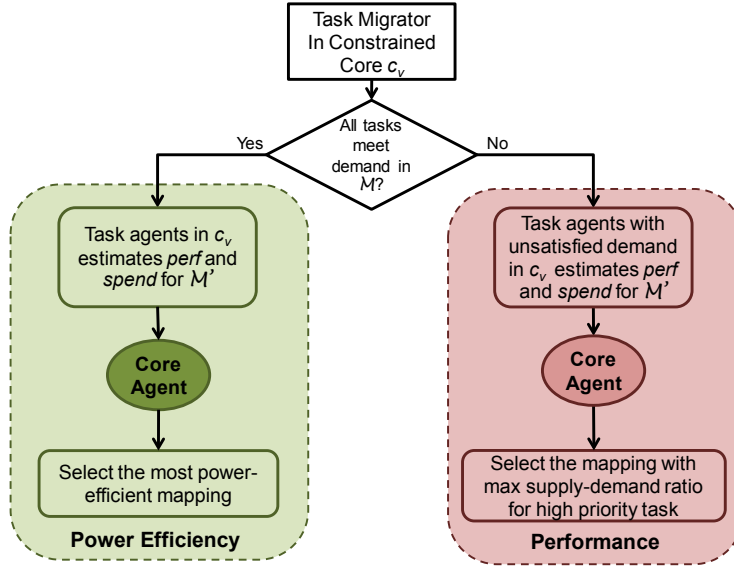 Task Migrator
In Constrained
Core c_v
Yes
All tasks
meet
demand in
M?
No
Task agents in c_v
estimates perf and
spend for M'
Core
Agent
Select the most power-
efficient mapping
Power Efficiency
Task agents with
unsatisfied demand
in c_v estimates perf
and spend for M'
Core
Agent
Select the mapping with
max supply-demand ratio
for high priority task
Performance